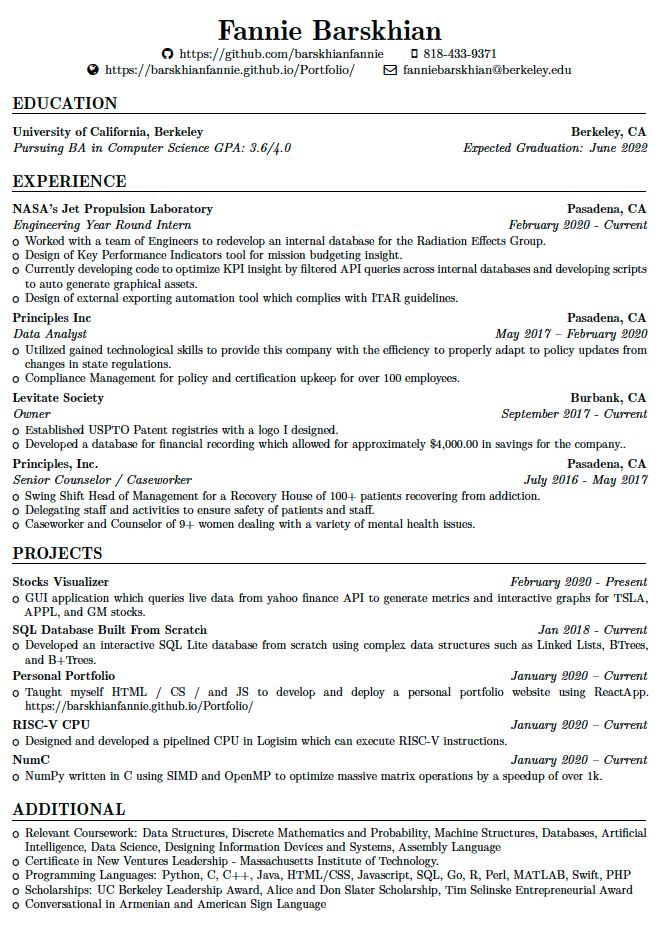 Fannie Barskhian
https://github.com/barskhianfannie 818-433-9371
https://barskhianfannie.github.io/Portfolio/ fanniebarskhian@berkeley.edu
EDUCATION
University of California, Berkeley Berkeley, CA
Pursuing BA in Computer Science GPA: 3.6/4.0 Expected Graduation: June 2022
EXPERIENCE
NASA's Jet Propulsion Laboratory Pasadena, CA
Engineering Year Round Intern February 2020 - Current
o Worked with a team of Engineers to redevelop an internal database for the Radiation Effects Group.
o Design of Key Performance Indicators tool for mission budgeting insight.
o Currently developing code to optimize KPI insight by filtered API queries across internal databases and developing scripts
to auto generate graphical assets.
o Design of external exporting automation tool which complies with ITAR guidelines.
Principles Inc Pasadena, CA
Data Analyst May 2017 – February 2020
o Utilized gained technological skills to provide this company with the efficiency to properly adapt to policy updates from
changes in state regulations.
o Compliance Management for policy and certification upkeep for over 100 employees.
Levitate Society Burbank, CA
Owner September 2017 - Current
o Established USPTO Patent registries with a logo I designed.
o Developed a database for financial recording which allowed for approximately $4,000.00 in savings for the company..
Principles, Inc. Pasadena, CA
Senior Counselor / Caseworker July 2016 - May 2017
o Swing Shift Head of Management for a Recovery House of 100+ patients recovering from addiction.
o Delegating staff and activities to ensure safety of patients and staff.
o Caseworker and Counselor of 9+ women dealing with a variety of mental health issues.
PROJECTS
Stocks Visualizer February 2020 - Present
o GUI application which queries live data from yahoo finance API to generate metrics and interactive graphs for TSLA,
APPL, and GM stocks.
SQL Database Built From Scratch Jan 2018 - Current
o Developed an interactive SQL Lite database from scratch using complex data structures such as Linked Lists, BTrees,
and B+Trees.
Personal Portfolio January 2020 – Current
o Taught myself HTML / CS / and JS to develop and deploy a personal portfolio website using ReactApp.
https://barskhianfannie.github.io/Portfolio/
RISC-V CPU January 2020 – Current
o Designed and developed a pipelined CPU in Logisim which can execute RISC-V instructions.
NumC January 2020 – Current
o NumPy written in C using SIMD and OpenMP to optimize massive matrix operations by a speedup of over 1k.
ADDITIONAL
o Relevant Coursework: Data Structures, Discrete Mathematics and Probability, Machine Structures, Databases, Artificial
Intelligence, Data Science, Designing Information Devices and Systems, Assembly Language
o Certificate in New Ventures Leadership - Massachusetts Institute of Technology.
o Programming Languages: Python, C, C++, Java, HTML/CSS, Javascript, SQL, Go, R, Perl, MATLAB, Swift, PHP
o Scholarships: UC Berkeley Leadership Award, Alice and Don Slater Scholarship, Tim Selinske Entrepreneurial Award
o Conversational in Armenian and American Sign Language